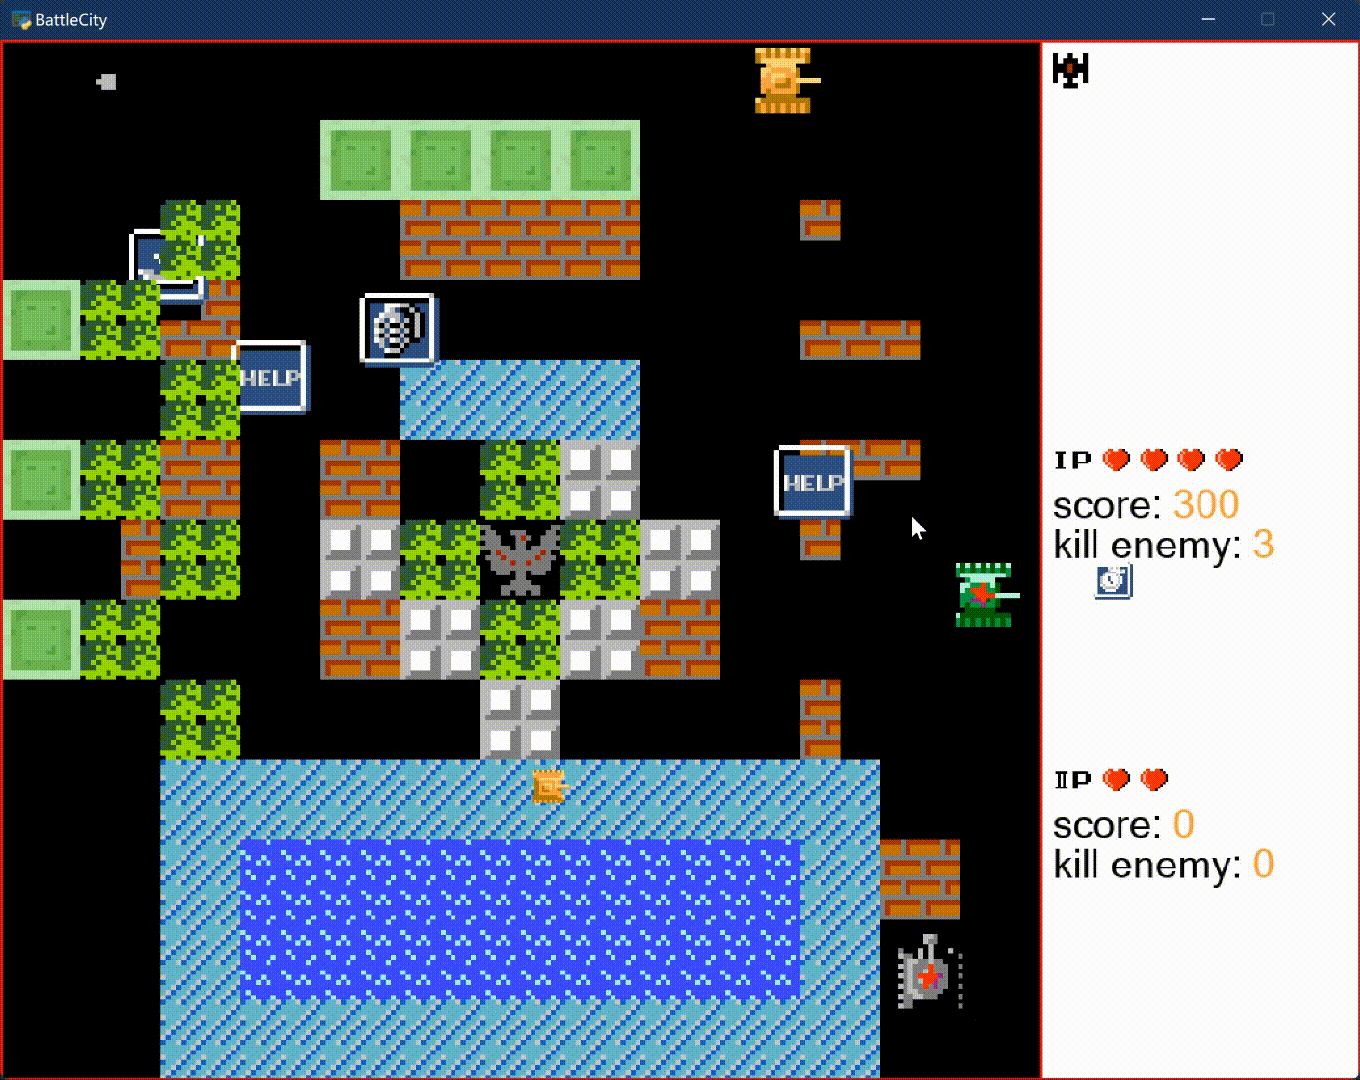 BattleCity
HELP
HELP
IP
score: 300
kill enemy: 3
IIP
score: 0
kill enemy: 0